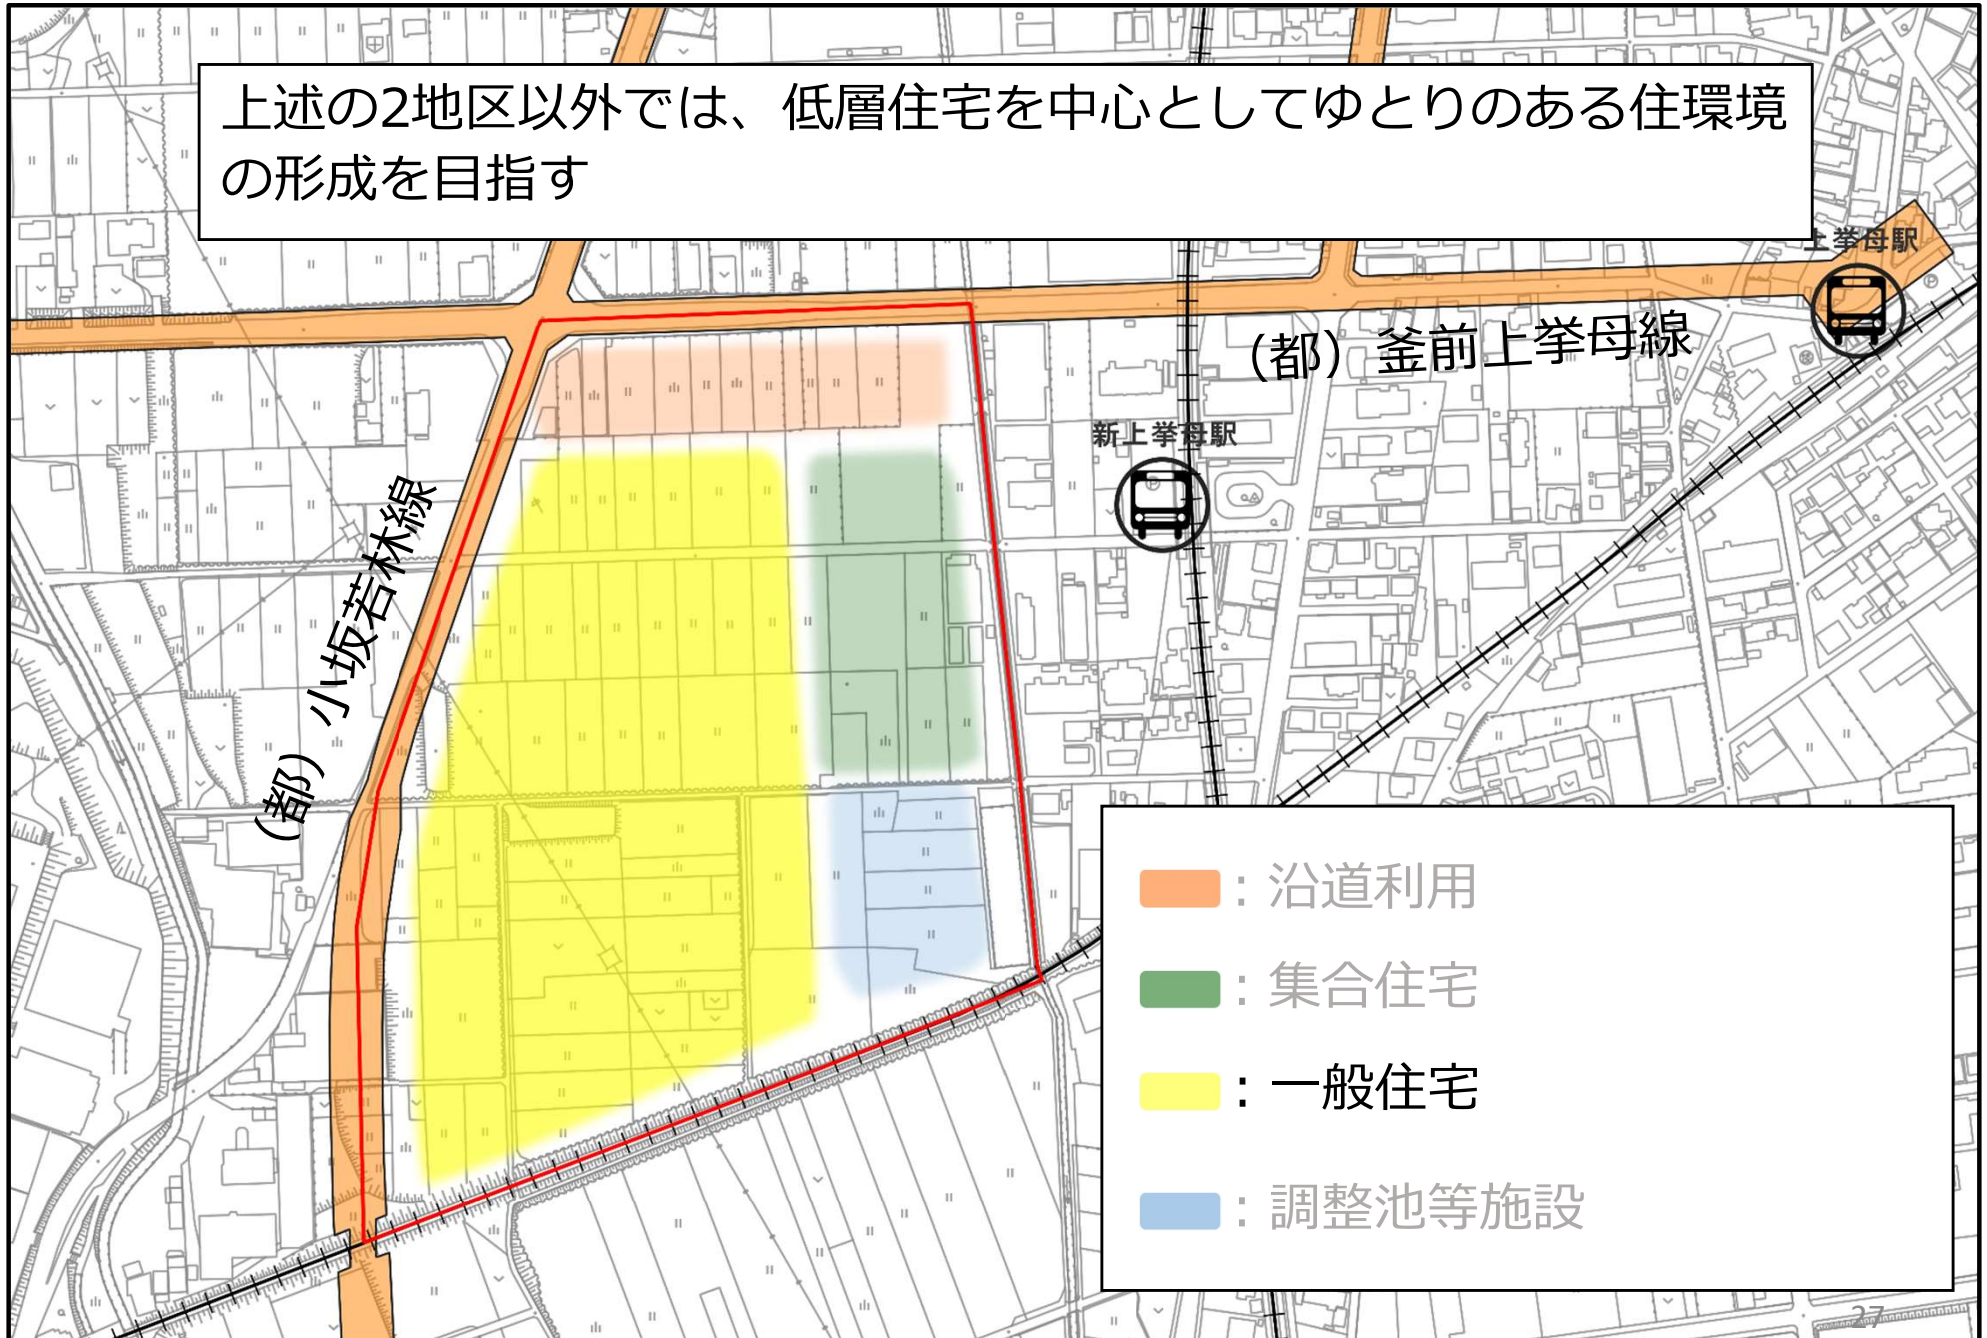 上述の2地区以外では、低層住宅を中心としてゆとりのある住環境
の形成を目指す
上挙母駅
（都）釜前上挙母線
新上挙母駅
（都）小坂若林線
：沿道利用
：集合住宅
：一般住宅
：調整池等施設
27